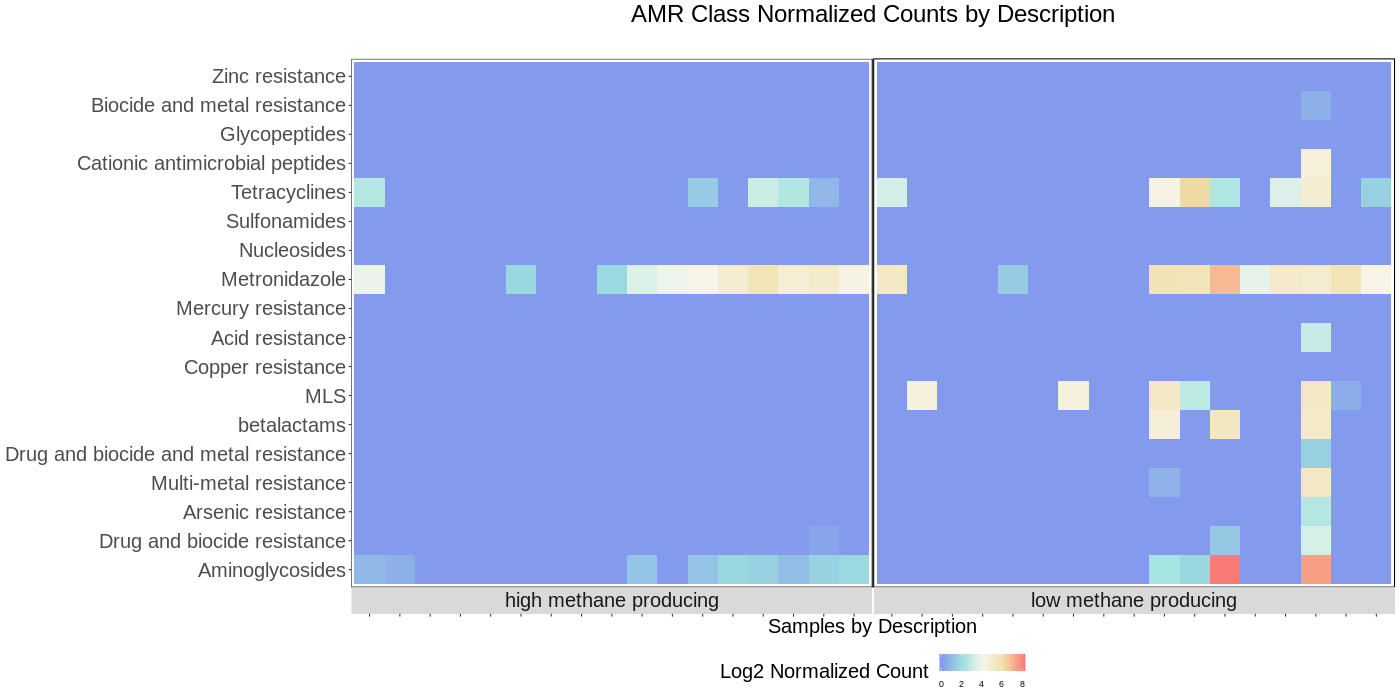 AMR Class Normalized Counts by Description
Zinc resistance
Biocide and metal resistance
Glycopeptides
Cationic antimicrobial peptides
Tetracyclines
Sulfonamides
Nucleosides
Metronidazole
Mercury resistance
Acid resistance
Copper resistance
MLS
betalactams
Drug and biocide and metal resistance
Multi-metal resistance
Arsenic resistance
Drug and biocide resistance
Aminoglycosides
high methane producing low methane producing
Samples by Description
Log2 Normalized Count
0 2 4 6 8